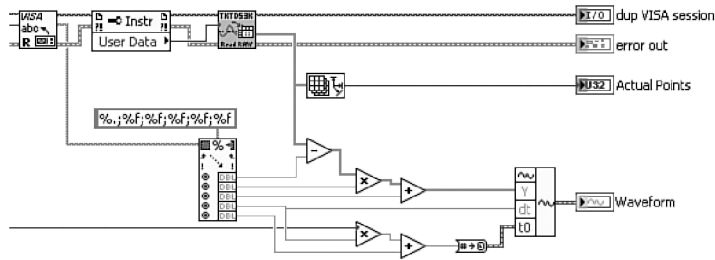 VISA
abc
R
Instr
User Data
TKTDS3K
Read RAW
I/O dup VISA session
error out
U32 Actual Points
%.;%f;%f;%f;%f;%f
%
DBL
DBL
DBL
DBL
DBL
-
x
+
Y
dt
t0
Waveform
x
+
#